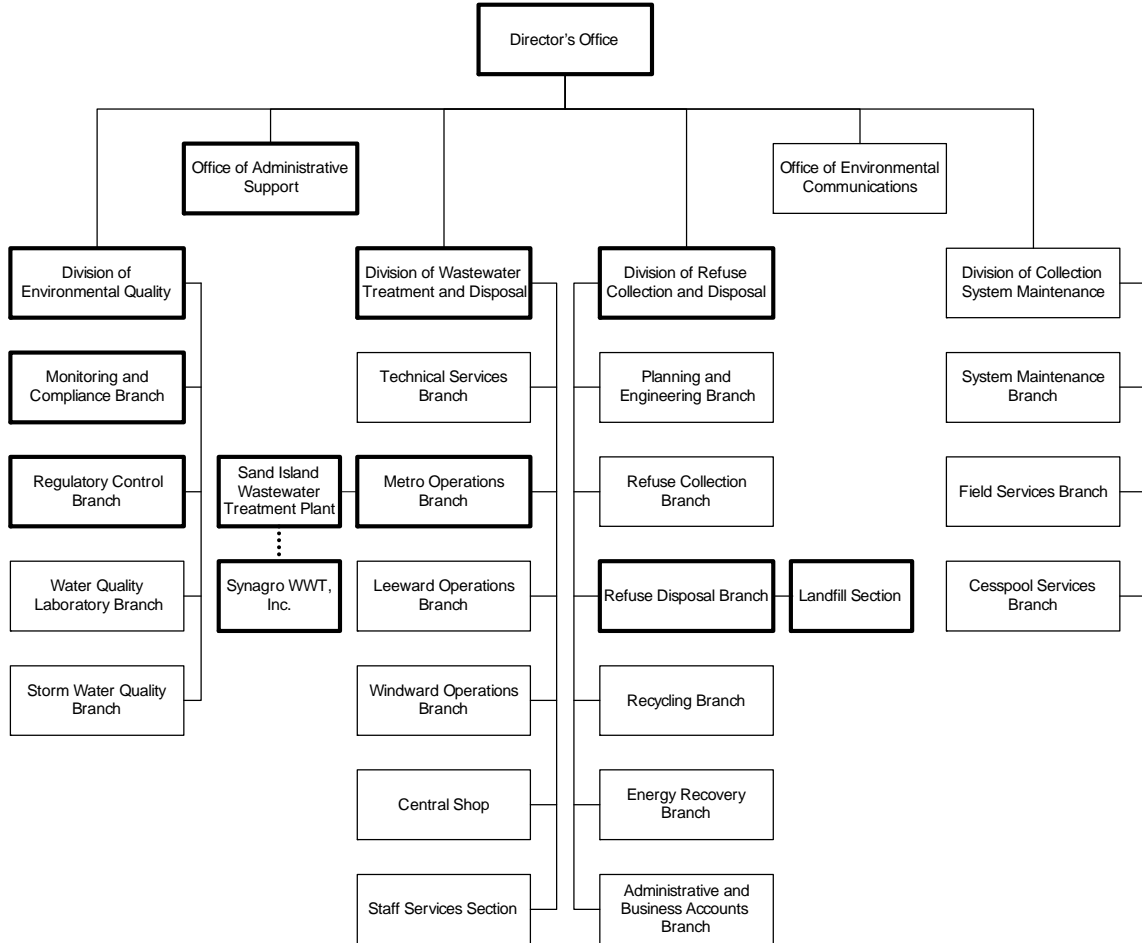 Director's Office
Office of Administrative
Support
Office of Environmental
Communications
Division of
Environmental Quality
Division of Wastewater
Treatment and Disposal
Division of Refuse
Collection and Disposal
Division of Collection
System Maintenance
Monitoring and
Compliance Branch
Technical Services
Branch
Planning and
Engineering Branch
System Maintenance
Branch
Regulatory Control
Branch
Sand Island
Wastewater
Treatment Plant
Metro Operations
Branch
Refuse Collection
Branch
Field Services Branch
Water Quality
Laboratory Branch
Synagro WWT,
Inc.
Leeward Operations
Branch
Refuse Disposal Branch
Landfill Section
Cesspool Services
Branch
Storm Water Quality
Branch
Windward Operations
Branch
Recycling Branch
Central Shop
Energy Recovery
Branch
Staff Services Section
Administrative and
Business Accounts
Branch